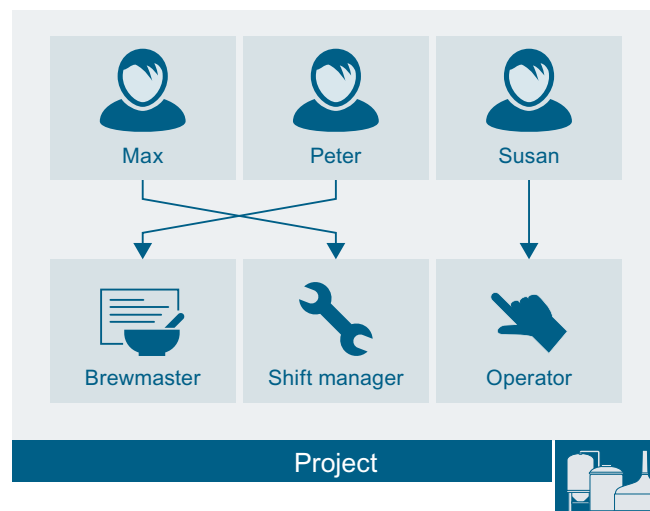 Max
Peter
Susan
Brewmaster
Shift manager
Operator
Project